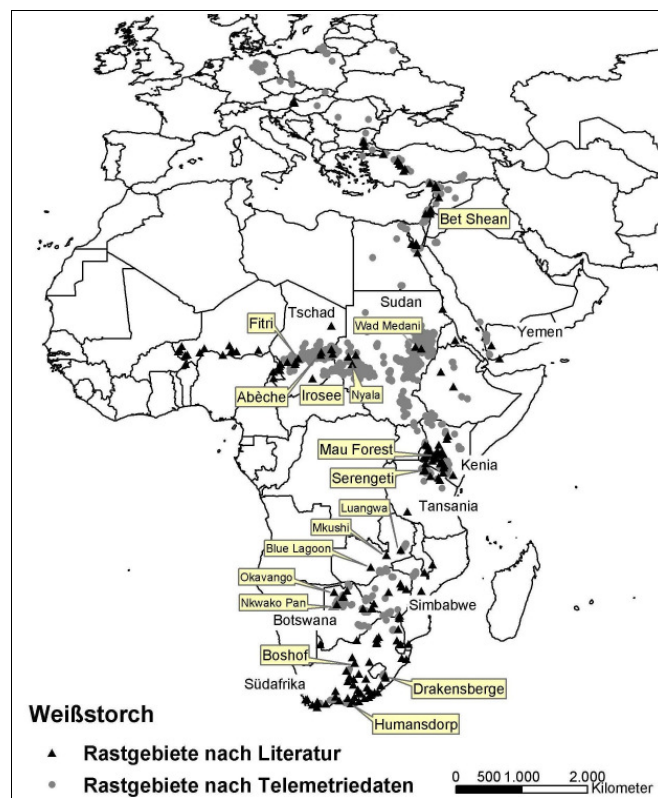 Bet Shean
Sudan
Tschad
Fitri
Wad Medani
Yemen
Abèche
Irosee
Nyala
Mau Forest
Kenia
Serengeti
Tansania
Luangwa
Mkushi
Blue Lagoon
Okavango
Nkwako Pan
Simbabwe
Botswana
Boshof
Südafrika
Drakensberge
Humansdorp
Weißstorch
Rastgebiete nach Literatur
Rastgebiete nach Telemetriedaten
0 500 1.000 2.000
Kilometer